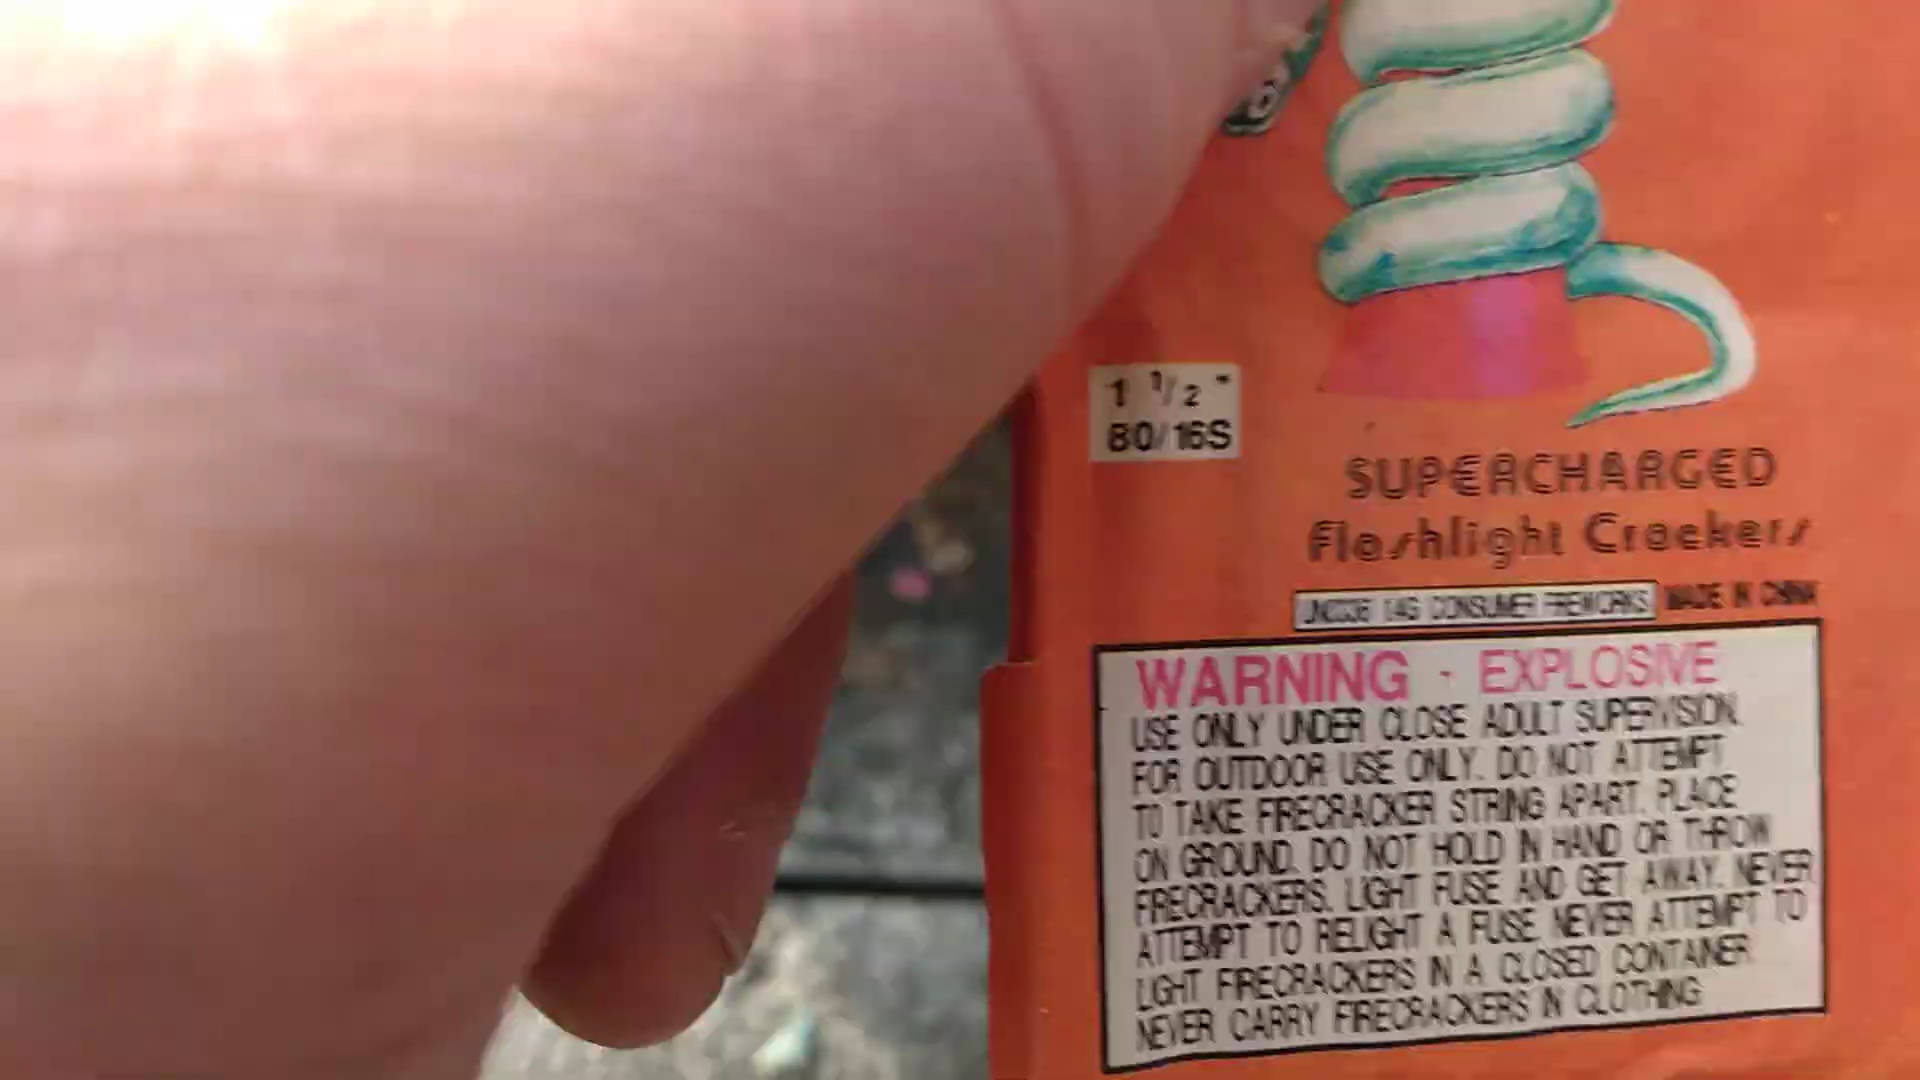 1 1/2"
80/16S
SUPERCHARGED
Flashlight Crackers
UN0336 1.4G CONSUMER FIREWORKS MADE IN CHINA
WARNING - EXPLOSIVE
USE ONLY UNDER CLOSE ADULT SUPERVISION.
FOR OUTDOOR USE ONLY. DO NOT ATTEMPT
TO TAKE FIRECRACKER STRING APART. PLACE
ON GROUND. DO NOT HOLD IN HAND OR THROW
FIRECRACKERS. LIGHT FUSE AND GET AWAY. NEVER
ATTEMPT TO RELIGHT A FUSE NEVER ATTEMPT TO
LIGHT FIRECRACKERS IN A CLOSED CONTAINER
NEVER CARRY FIRECRACKERS IN CLOTHING